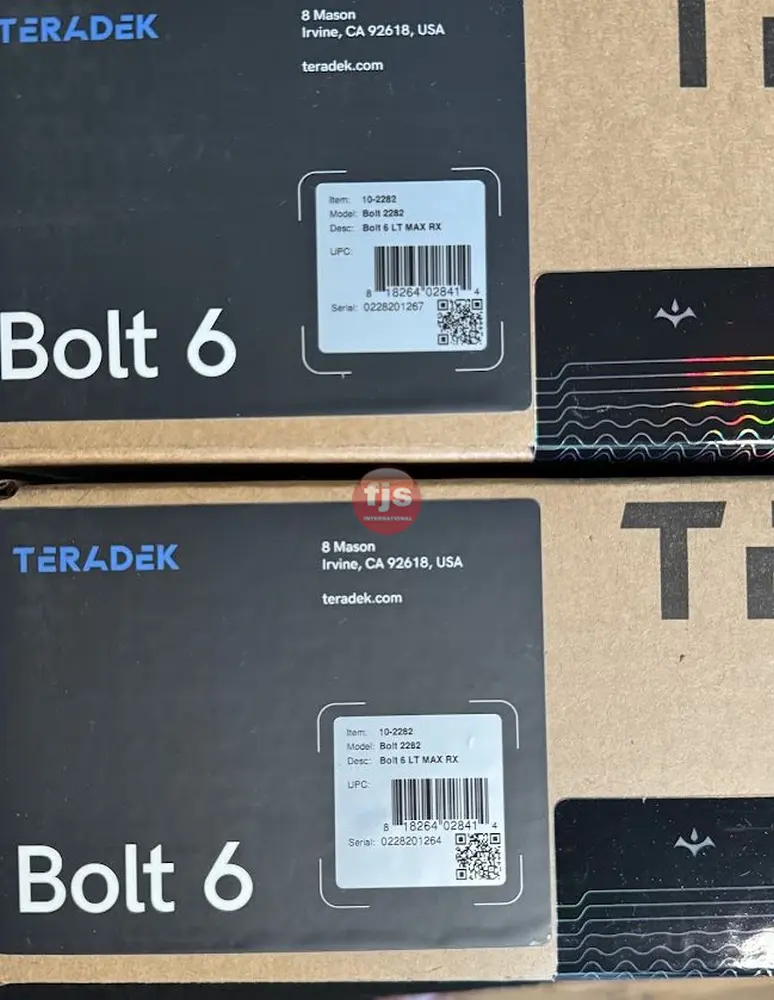 TERADEK
8 Mason
Irvine, CA 92618, USA
teradek.com
Item: 10-2282
Model: Bolt 2282
Desc: Bolt 6 LT MAX RX
UPC:
8 18264 02841 4
Serial: 0228201267
Bolt 6
fjs
INTERNATIONAL
TERADEK
8 Mason
Irvine, CA 92618, USA
teradek.com
Item: 10-2282
Model: Bolt 2282
Desc: Bolt 6 LT MAX RX
UPC:
8 18264 02841 4
Serial: 0228201264
Bolt 6